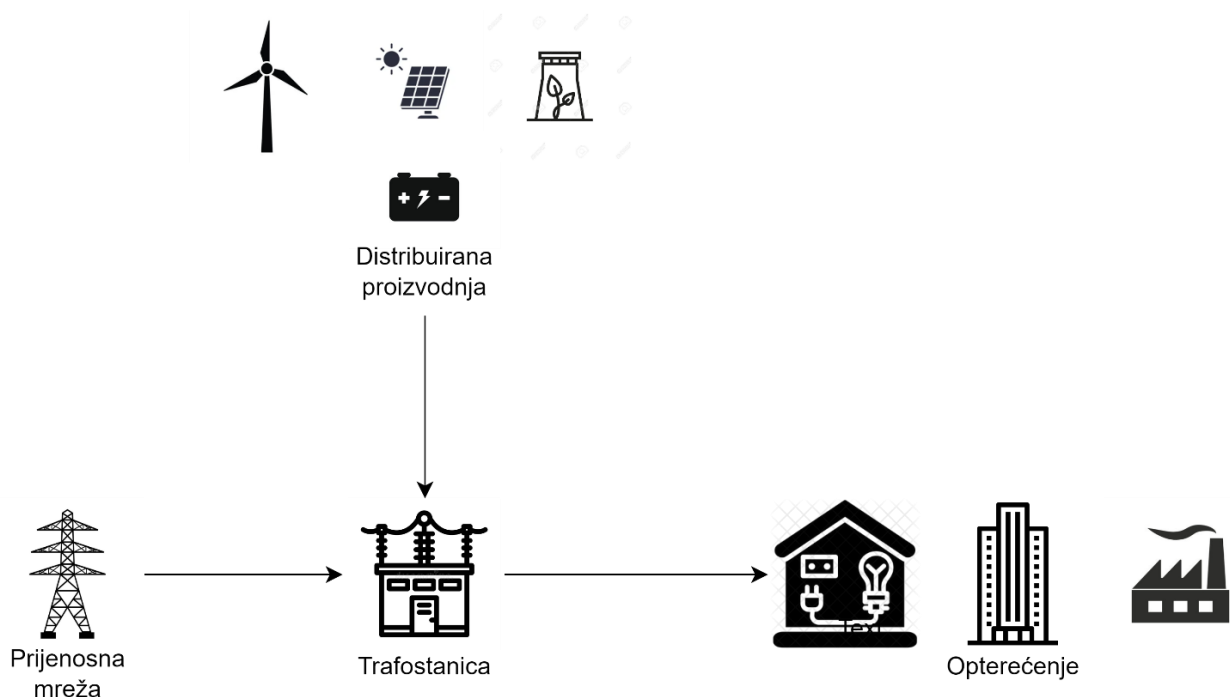 Distribuirana
proizvodnja
Text
Prijenosna
mreža
Trafostanica
Opterećenje